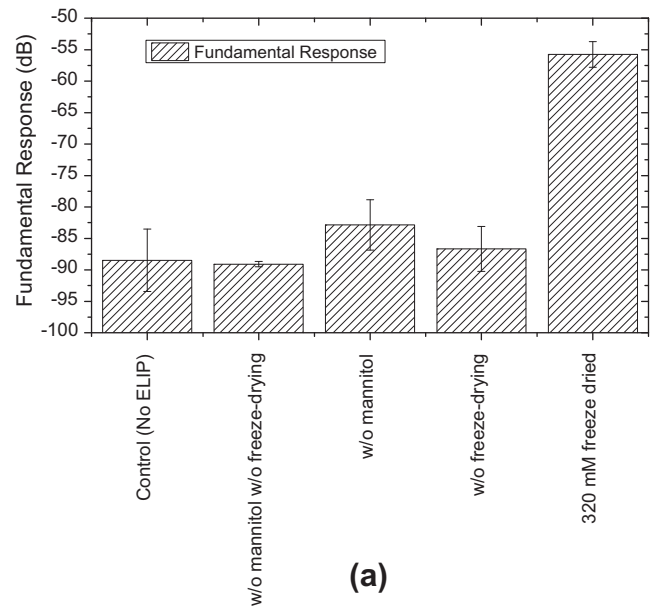 Fundamental Response (dB)
-50
-55
-60
-65
-70
-75
-80
-85
-90
-95
-100
Fundamental Response
Control (No ELIP)
w/o mannitol w/o freeze-drying
w/o mannitol
w/o freeze-drying
320 mM freeze dried
(a)